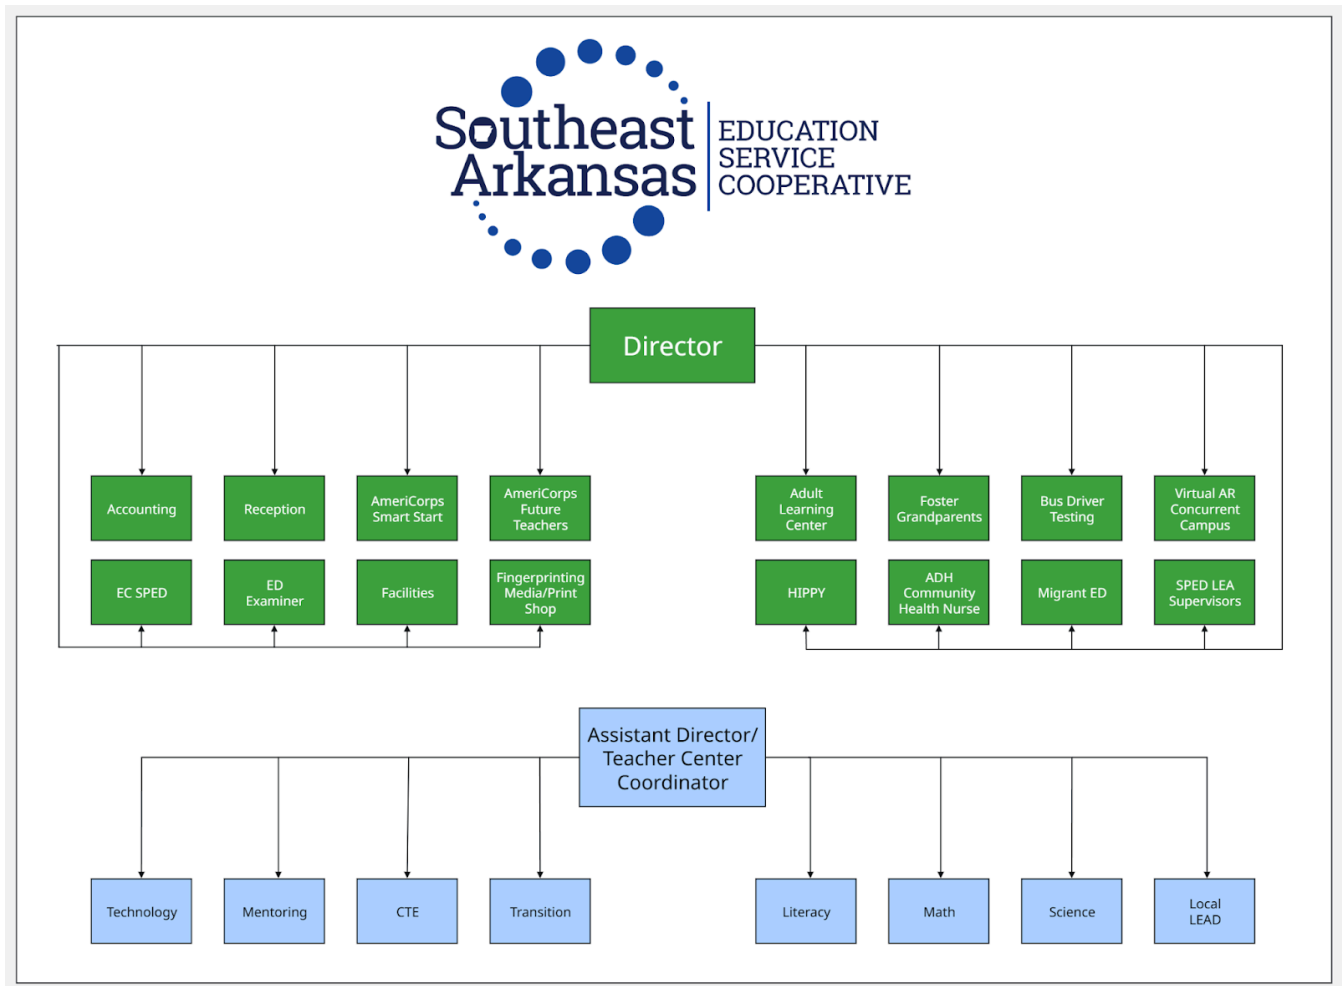 Southeast
Arkansas
EDUCATION
SERVICE
COOPERATIVE
Director
Accounting
Reception
AmeriCorps
Smart Start
AmeriCorps
Future
Teachers
Adult
Learning
Center
Foster
Grandparents
Bus Driver
Testing
Virtual AR
Concurrent
Campus
EC SPED
ED
Examiner
Facilities
Fingerprinting
Media/Print
Shop
HIPPY
ADH
Community
Health Nurse
Migrant ED
SPED LEA
Supervisors
Assistant Director/
Teacher Center
Coordinator
Technology
Mentoring
CTE
Transition
Literacy
Math
Science
Local
LEAD